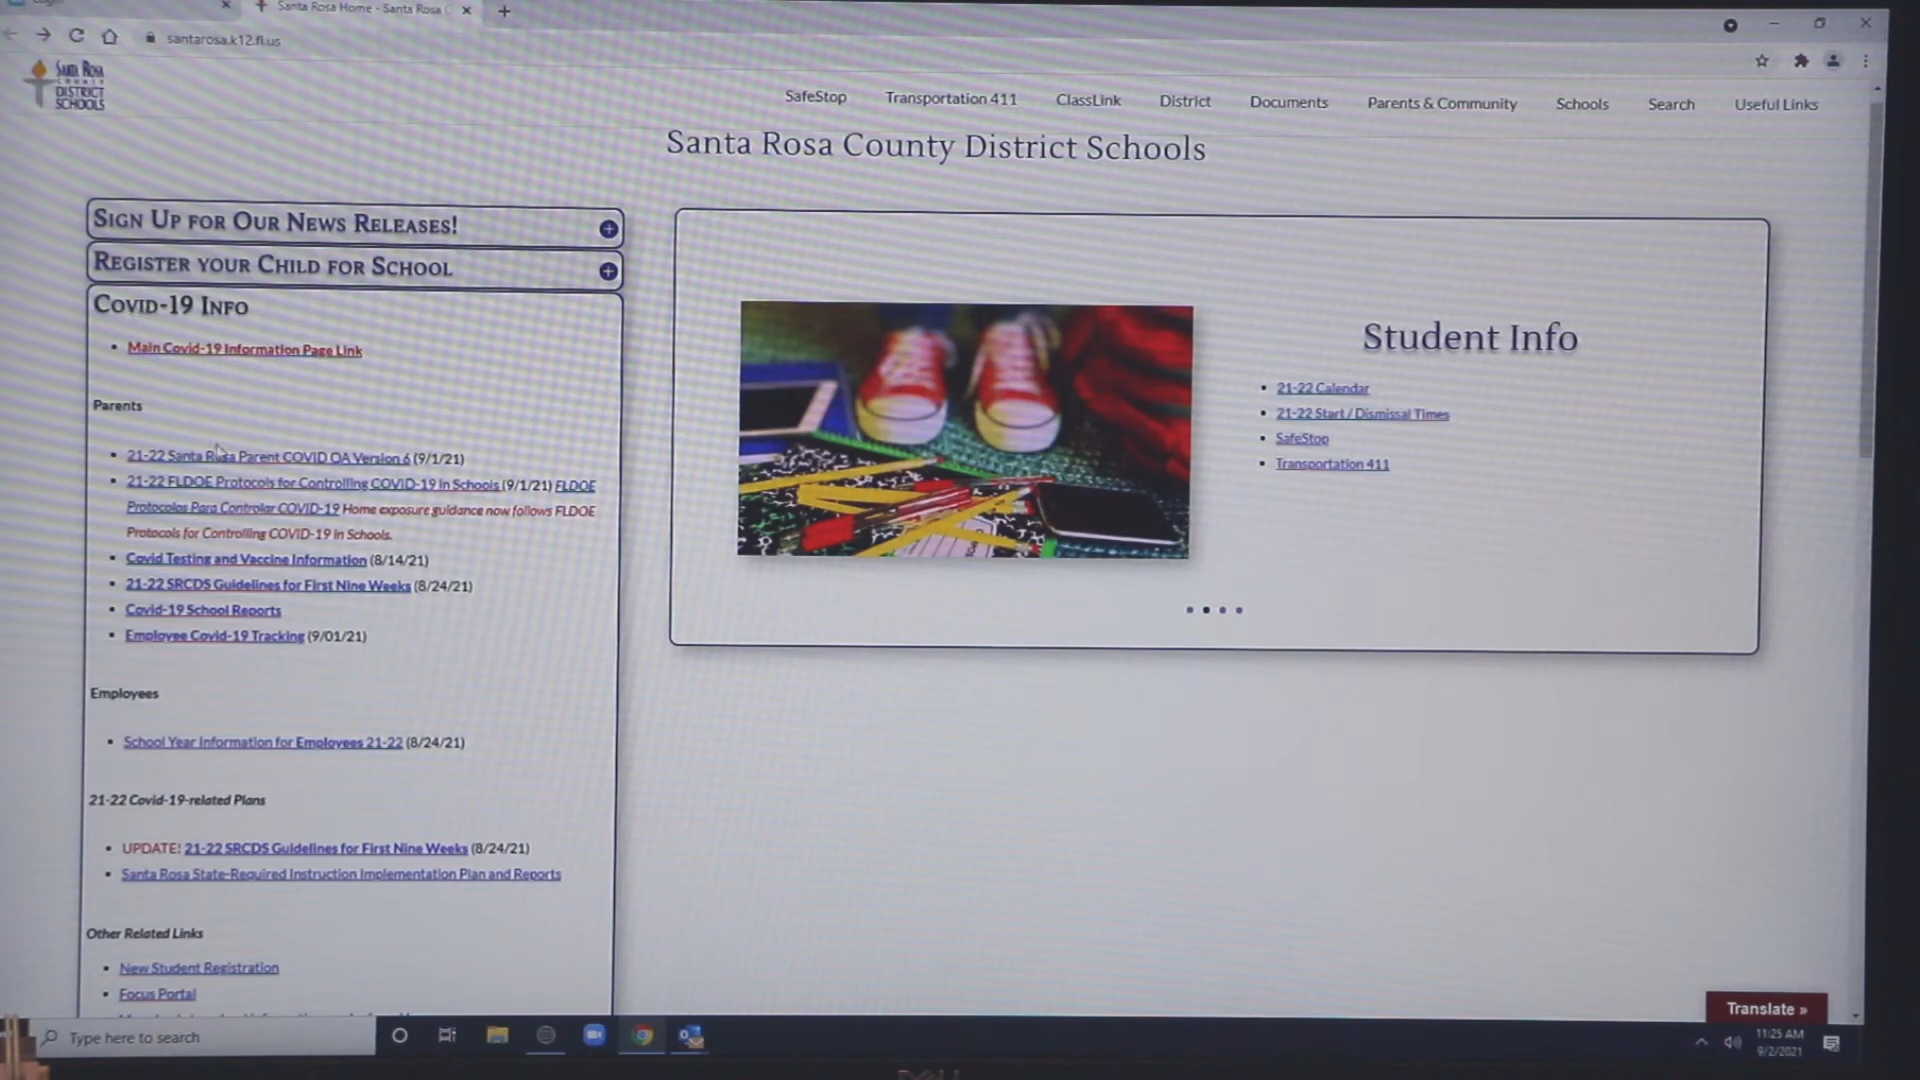 Santa Rosa Home - Santa Rosa
santarosa.k12.fl.us
SANTA ROSA
COUNTY
DISTRICT
SCHOOLS
SafeStop
Transportation 411
ClassLink
District
Documents
Parents & Community
Schools
Search
Useful Links
Santa Rosa County District Schools
SIGN UP FOR OUR NEWS RELEASES!
REGISTER YOUR CHILD FOR SCHOOL
COVID-19 INFO
Main Covid-19 Information Page Link
Parents
21-22 Santa Rosa Parent COVID QA Version 6 (9/1/21)
21-22 FLDOE Protocols for Controlling COVID-19 in Schools (9/1/21) FLDOE
Protocolos Para Controlar COVID-19 Home exposure guidance now follows FLDOE
Protocols for Controlling COVID-19 in Schools.
Covid Testing and Vaccine Information (8/14/21)
21-22 SRCDS Guidelines for First Nine Weeks (8/24/21)
Covid-19 School Reports
Employee Covid-19 Tracking (9/01/21)
Employees
School Year Information for Employees 21-22 (8/24/21)
21-22 Covid-19-related Plans
UPDATE! 21-22 SRCDS Guidelines for First Nine Weeks (8/24/21)
Santa Rosa State-Required Instruction Implementation Plan and Reports
Other Related Links
New Student Registration
Focus Portal
Student Info
21-22 Calendar
21-22 Start / Dismissal Times
SafeStop
Transportation 411
Translate »
Type here to search
11:25 AM
9/2/2021